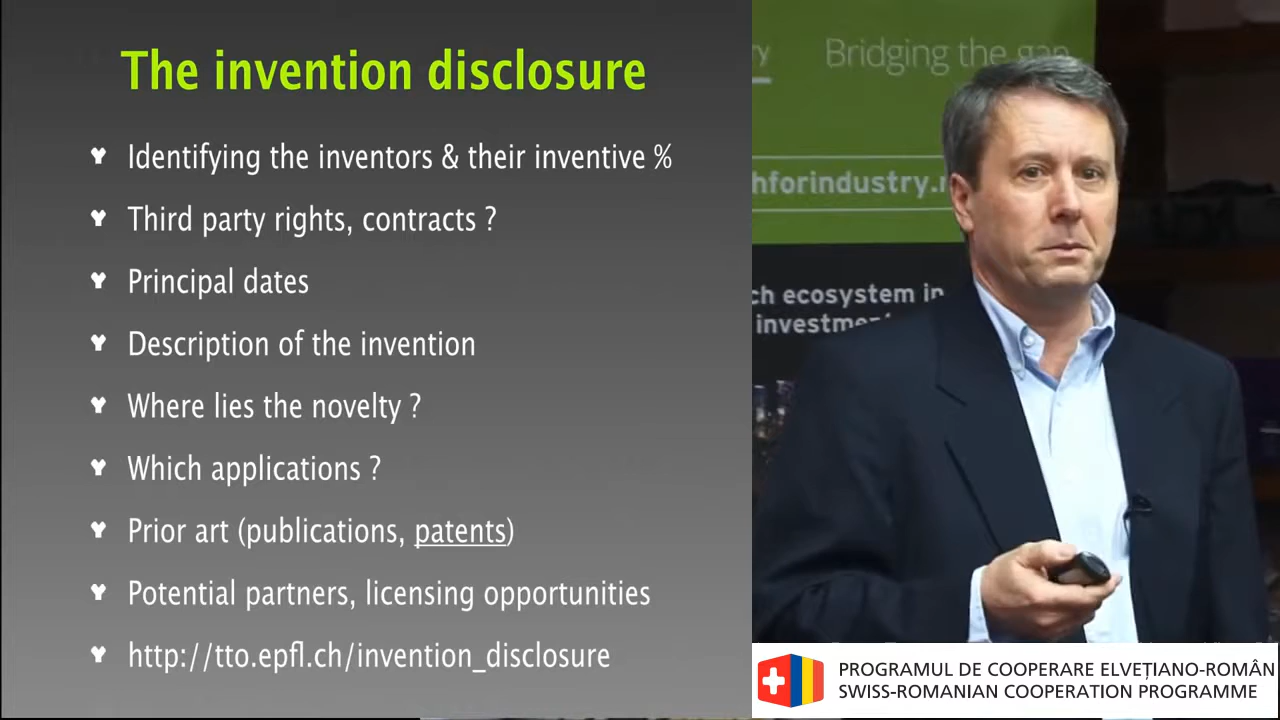 The invention disclosure
Identifying the inventors & their inventive %
Third party rights, contracts ?
Principal dates
Description of the invention
Where lies the novelty ?
Which applications ?
Prior art (publications, patents)
Potential partners, licensing opportunities
http://tto.epfl.ch/invention_disclosure
Bridging the gap
hforindustry.r
ch ecosystem in
investment
PROGRAMUL DE COOPERARE ELVEȚIANO-ROMÂN
SWISS-ROMANIAN COOPERATION PROGRAMME